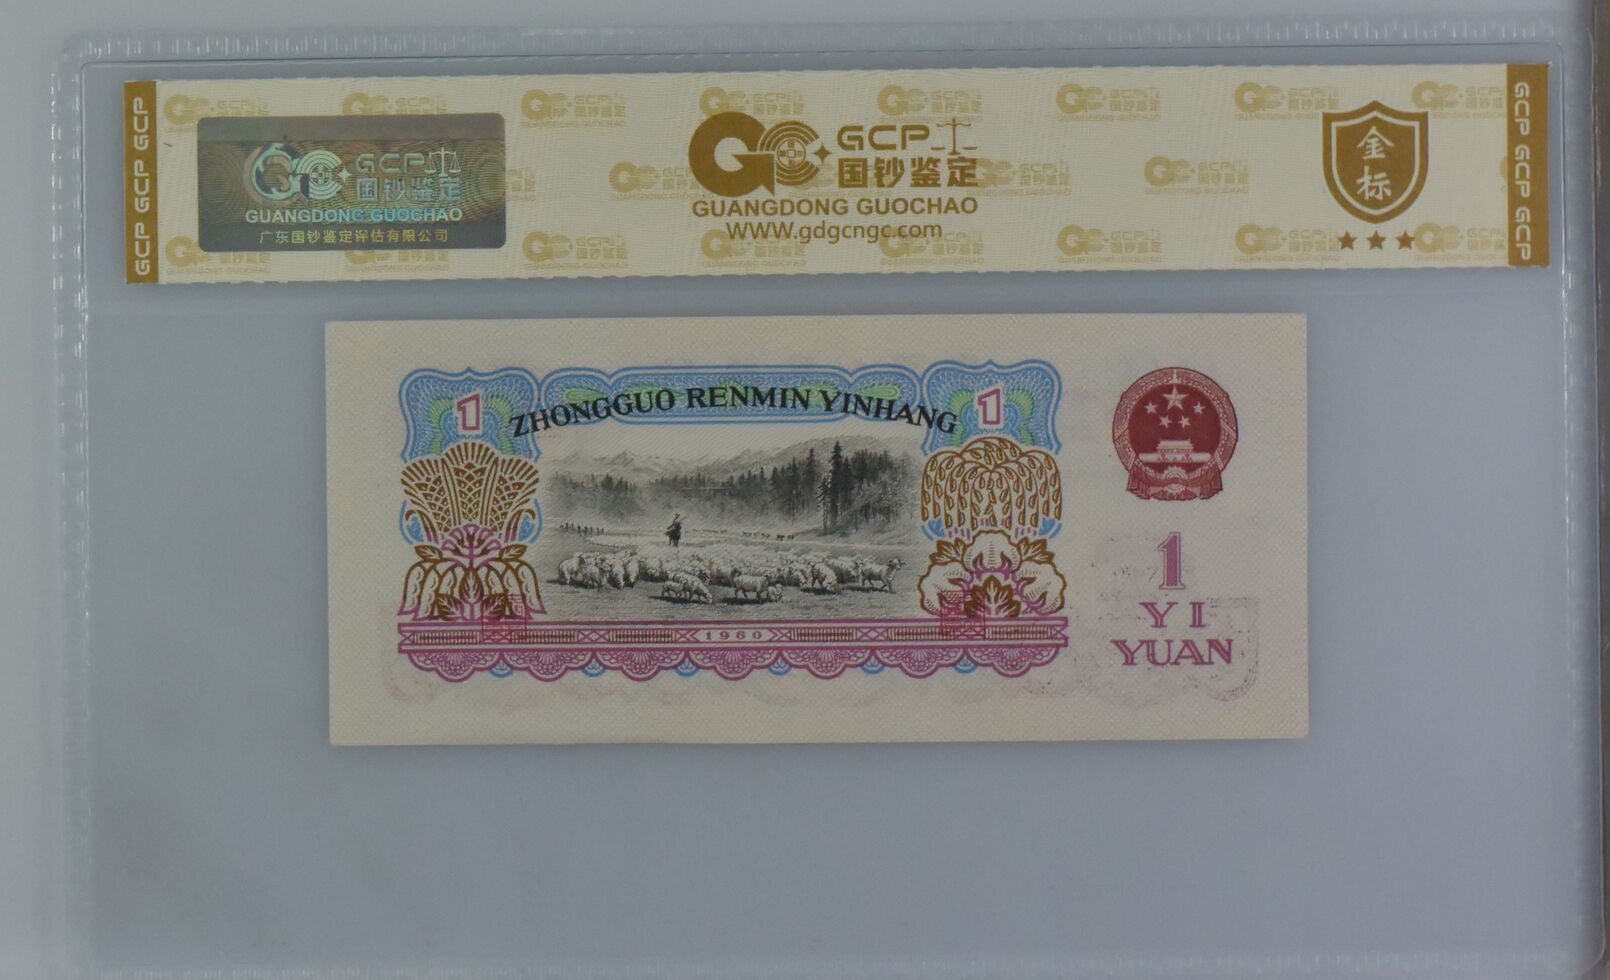 GCP GCP GCP
GCP
国钞鉴定
GUANGDONG GUOCHAO
广东国钞鉴定评估有限公司
GCP
国钞鉴定
GUANGDONG GUOCHAO
WWW.gdgcngc.com
金标
GCP GCP GCP
1
ZHONGGUO RENMIN YINHANG
1
1960
1
YI
YUAN